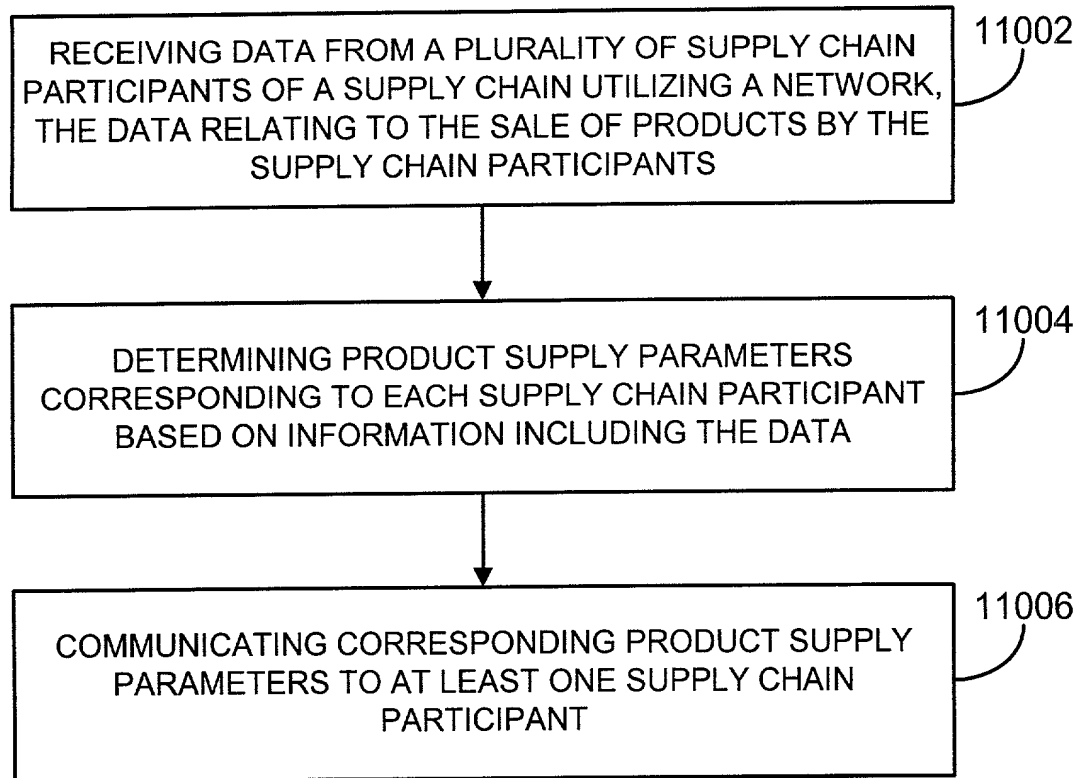 RECEIVING DATA FROM A PLURALITY OF SUPPLY CHAIN
PARTICIPANTS OF A SUPPLY CHAIN UTILIZING A NETWORK,
THE DATA RELATING TO THE SALE OF PRODUCTS BY THE
SUPPLY CHAIN PARTICIPANTS
11002
DETERMINING PRODUCT SUPPLY PARAMETERS
CORRESPONDING TO EACH SUPPLY CHAIN PARTICIPANT
BASED ON INFORMATION INCLUDING THE DATA
11004
COMMUNICATING CORRESPONDING PRODUCT SUPPLY
PARAMETERS TO AT LEAST ONE SUPPLY CHAIN
PARTICIPANT
11006